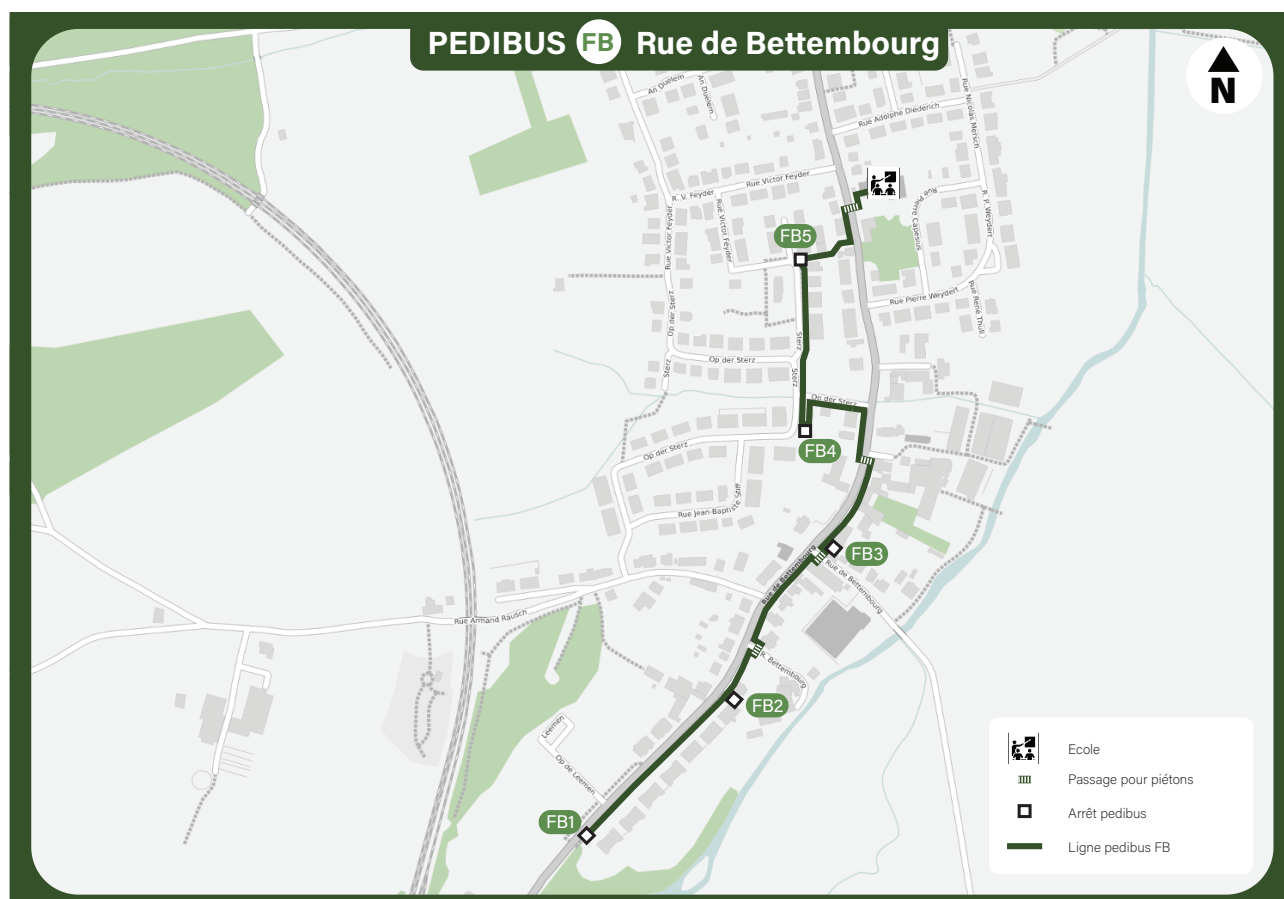 PEDIBUS FB Rue de Bettembourg
N
An Duelem
An Duelem
Rue Nicolas Mersch
Rue Adolphe Diederich
Rue Victor Feyder
R. V. Feyder
Rue Victor Feyder
Rue Victor Feyder
Rue Pierre Capesius
R. P. Weydert
FB5
Rue Pierre Weydert
Rue René Thull
Op der Sterz
Sterz
Op der Sterz
Sterz
Sterz
Op der Sterz
FB4
Op der Sterz
Rue Jean-Baptiste Stiff
FB3
Rue de Bettembourg
Rue de Bettembourg
Rue Armand Rausch
R. Bettembourg
FB2
Leemen
Op de Leemen
FB1
Ecole
Passage pour piétons
Arrêt pedibus
Ligne pedibus FB